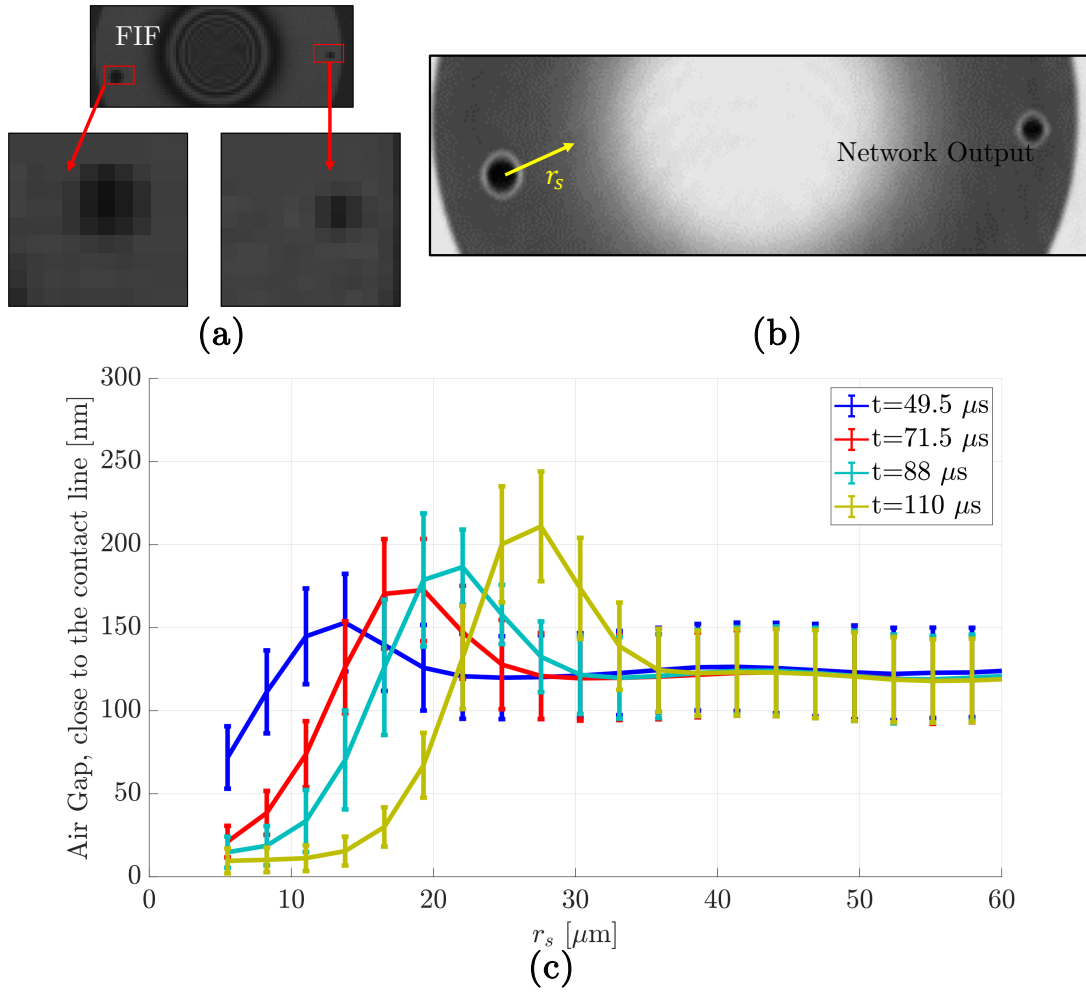 FIF
Network Output
r_s
(a)
(b)
Air Gap, close to the contact line [nm]
300
250
200
150
100
50
0
t=49.5 μs
t=71.5 μs
t=88 μs
t=110 μs
0 10 20 30 40 50 60
r_s [μm]
(c)